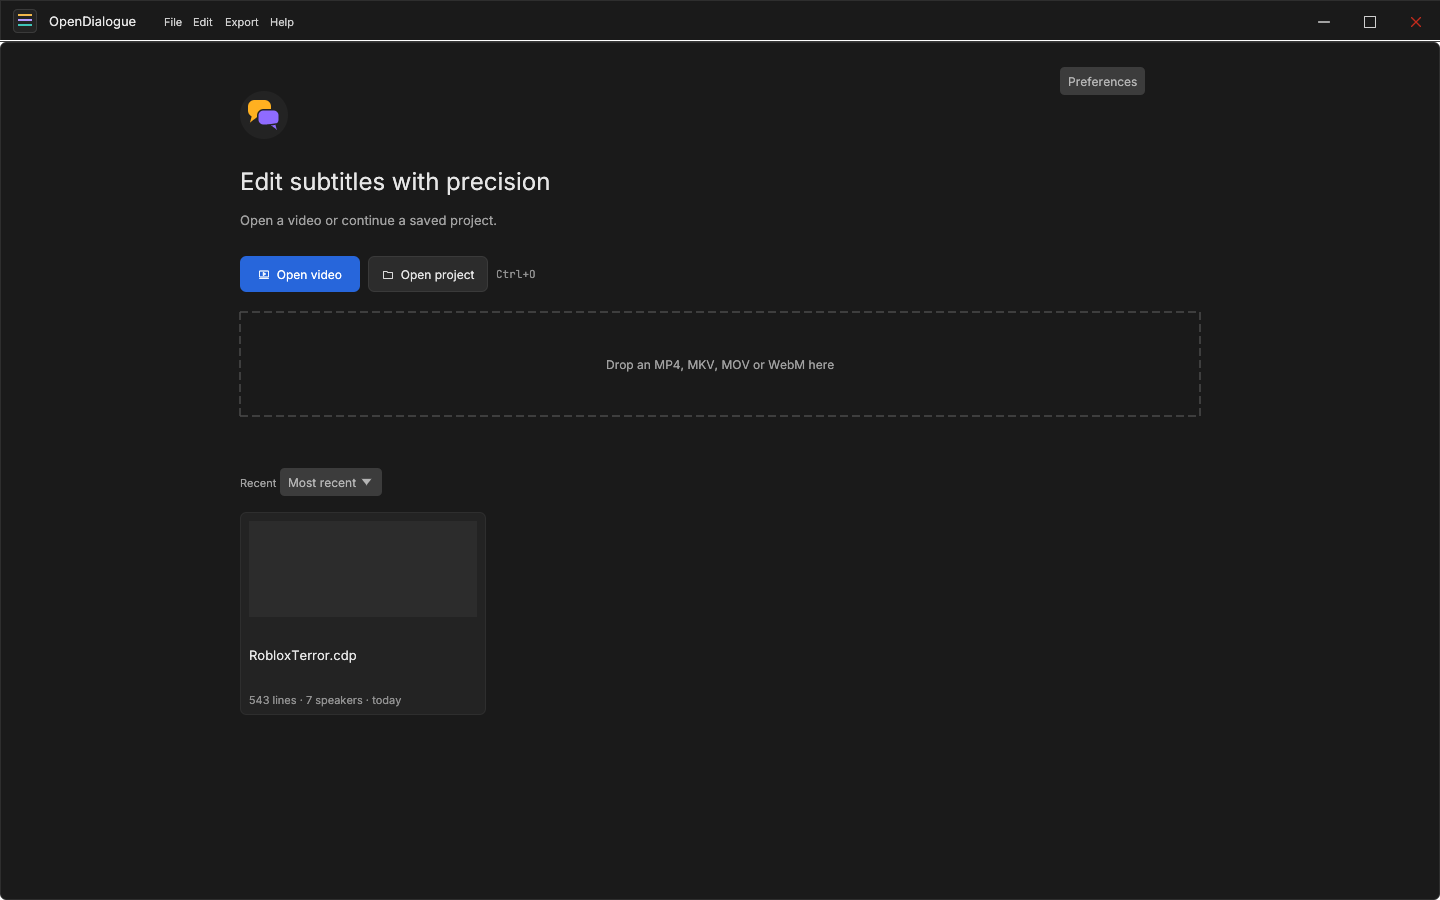 OpenDialogue File Edit Export Help
Preferences
Edit subtitles with precision
Open a video or continue a saved project.
Open video Open project Ctrl+O
Drop an MP4, MKV, MOV or WebM here
Recent Most recent
RobloxTerror.cdp
543 lines · 7 speakers · today